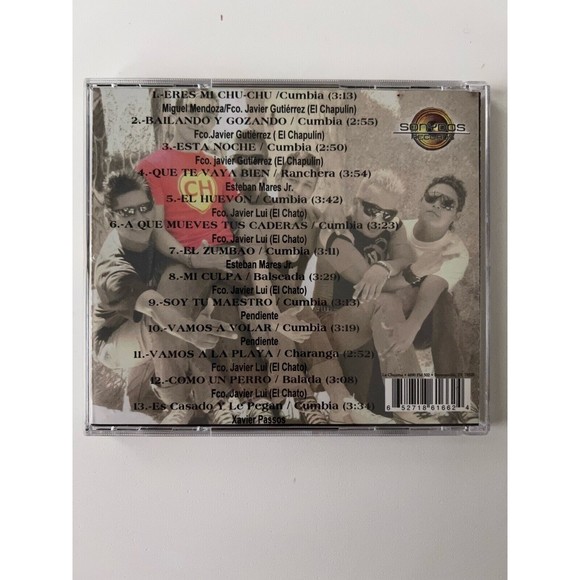 1.-ERES MI CHU-CHU /Cumbia (3:13)
Miguel Mendoza/Fco. Javier Gutiérrez (El Chapulin)
2.-BAILANDO Y GOZANDO / Cumbia (2:55)
Fco.Javier Gutiérrez ( El Chapulin)
3.-ESTA NOCHE / Cumbia (2:50)
Fco. javier Gutiérrez (El Chapulin)
4.-QUE TE VAYA BIEN / Ranchera (3:54)
Esteban Mares Jr.
5.-EL HUEVÓN / Cumbia (3:42)
Fco. Javier Lui (El Chato)
6.-A QUE MUEVES TUS CADERAS / Cumbia (3:23)
Fco. Javier Lui (El Chato)
7.-EL ZUMBAO / Cumbia (3:11)
Esteban Mares Jr.
8.-MI CULPA / Balseada (3:29)
Fco. Javier Lui (El Chato)
9.-SOY TU MAESTRO / Cumbia (3:13)
Pendiente
10.-VAMOS A VOLAR / Cumbia (3:19)
Pendiente
11.-VAMOS A LA PLAYA / Charanga (2:52)
Fco. Javier Lui (El Chato)
12.-COMO UN PERRO / Balada (3:08)
Fco. Javier Lui (El Chato)
13.-Es Casado Y Le Pegan / Cumbia (3:34)
Xavier Passos
CH
6 52718 61662 4